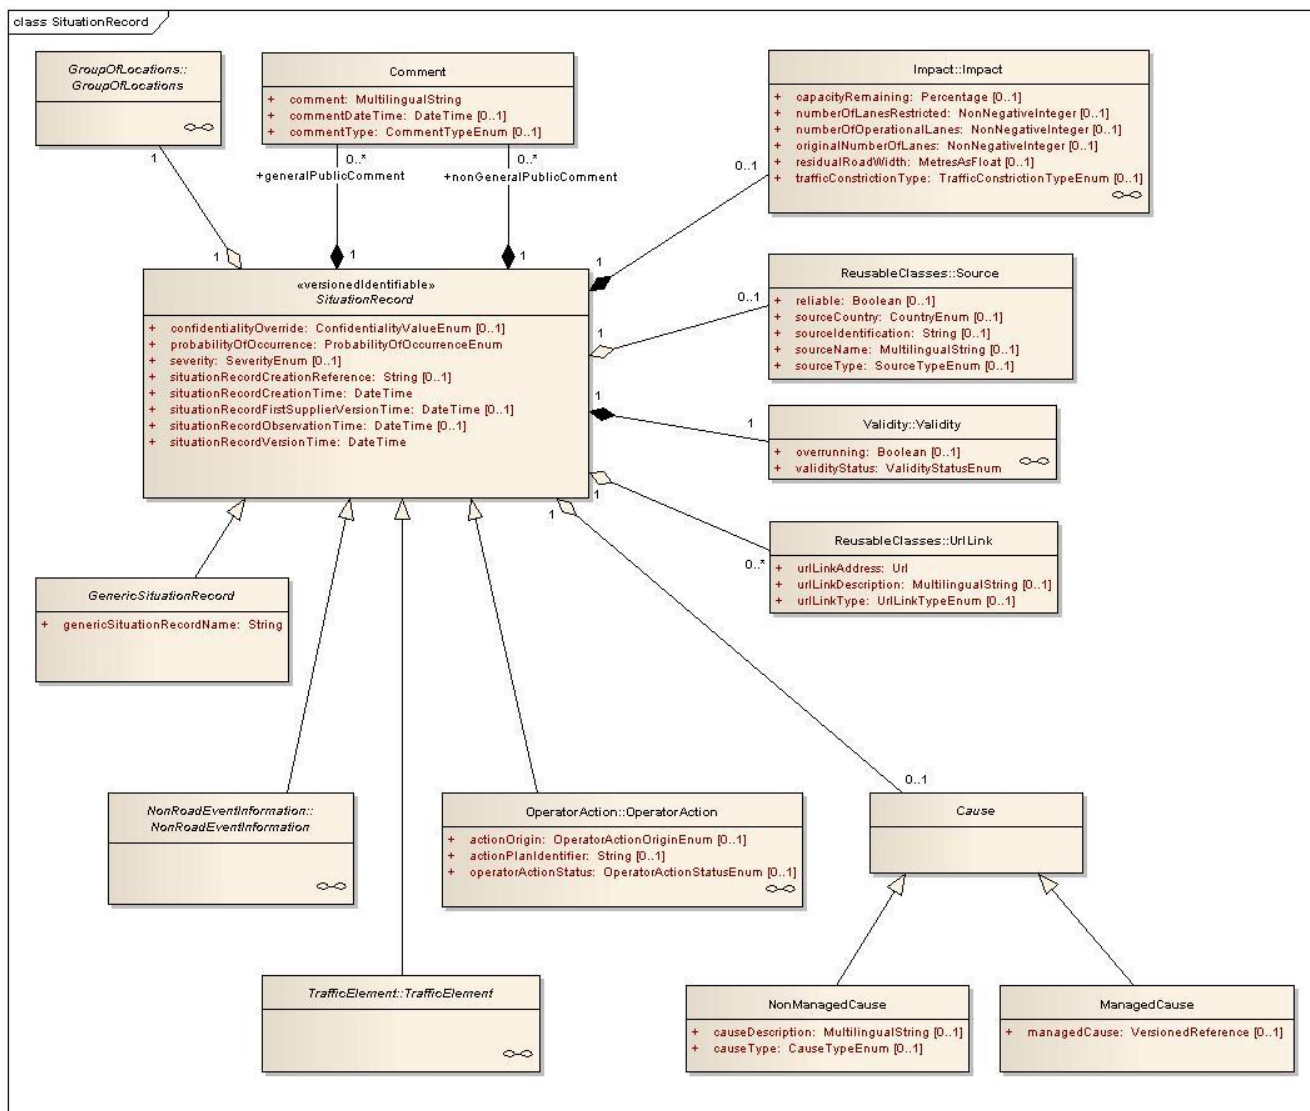 class SituationRecord
GroupOfLocations::
GroupOfLocations
Comment
+ comment: MultilingualString
+ commentDateTime: DateTime [0..1]
+ commentType: CommentTypeEnum [0..1]
Impact::Impact
+ capacityRemaining: Percentage [0..1]
+ numberOfLanesRestricted: NonNegativeInteger [0..1]
+ numberOfOperationalLanes: NonNegativeInteger [0..1]
+ originalNumberOfLanes: NonNegativeInteger [0..1]
+ residualRoadWidth: MetresAsFloat [0..1]
+ trafficConstrictionType: TrafficConstrictionTypeEnum [0..1]
1
0..*
+generalPublicComment
0..*
+nonGeneralPublicComment
0..1
1
1
1
1
«versionedIdentifiable»
SituationRecord
+ confidentialityOverride: ConfidentialityValueEnum [0..1]
+ probabilityOfOccurrence: ProbabilityOfOccurrenceEnum
+ severity: SeverityEnum [0..1]
+ situationRecordCreationReference: String [0..1]
+ situationRecordCreationTime: DateTime
+ situationRecordFirstSupplierVersionTime: DateTime [0..1]
+ situationRecordObservationTime: DateTime [0..1]
+ situationRecordVersionTime: DateTime
ReusableClasses::Source
+ reliable: Boolean [0..1]
+ sourceCountry: CountryEnum [0..1]
+ sourceIdentification: String [0..1]
+ sourceName: MultilingualString [0..1]
+ sourceType: SourceTypeEnum [0..1]
0..1
1
1
1
Validity::Validity
+ overrunning: Boolean [0..1]
+ validityStatus: ValidityStatusEnum
1
1
0..*
ReusableClasses::UrlLink
+ urlLinkAddress: Url
+ urlLinkDescription: MultilingualString [0..1]
+ urlLinkType: UrlLinkTypeEnum [0..1]
GenericSituationRecord
+ genericSituationRecordName: String
0..1
NonRoadEventInformation::
NonRoadEventInformation
OperatorAction::OperatorAction
+ actionOrigin: OperatorActionOriginEnum [0..1]
+ actionPlanIdentifier: String [0..1]
+ operatorActionStatus: OperatorActionStatusEnum [0..1]
Cause
TrafficElement::TrafficElement
NonManagedCause
+ causeDescription: MultilingualString [0..1]
+ causeType: CauseTypeEnum [0..1]
ManagedCause
+ managedCause: VersionedReference [0..1]